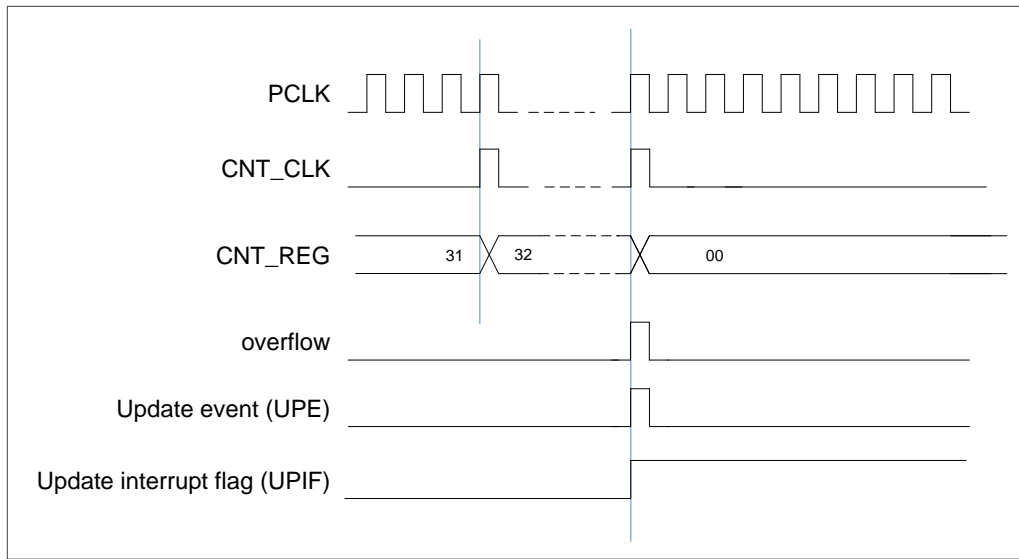 PCLK
CNT_CLK
CNT_REG
31
32
00
overflow
Update event (UPE)
Update interrupt flag (UPIF)